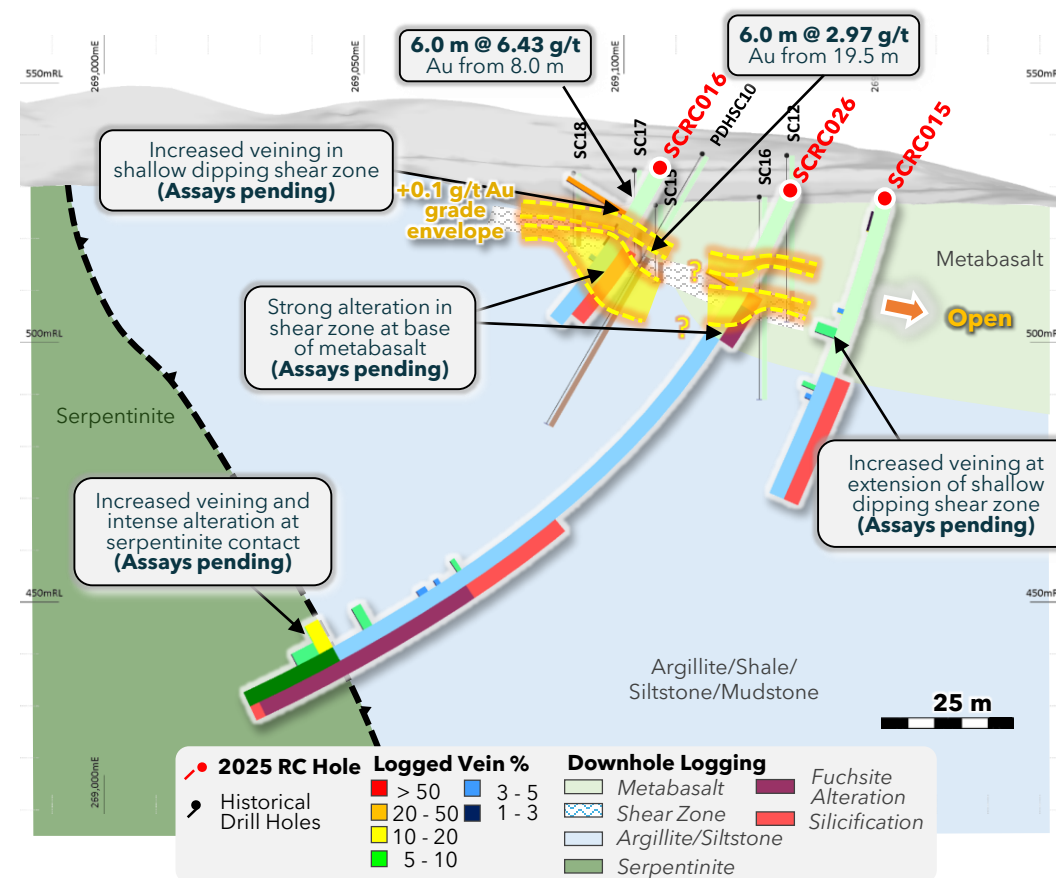 269,000mE
269,050mE
269,100mE
550mRL
550mRL
6.0 m @ 6.43 g/t
Au from 8.0 m
6.0 m @ 2.97 g/t
Au from 19.5 m
SC18
SC17
SCRC016
SC15
PDHSC10
SC12
SC16
SCRC026
SCRC015
Increased veining in
shallow dipping shear zone
(Assays pending)
+0.1 g/t Au
grade
envelope
?
?
Metabasalt
Open
Strong alteration in
shear zone at base
of metabasalt
(Assays pending)
500mRL
500mRL
Serpentinite
Increased veining at
extension of shallow
dipping shear zone
(Assays pending)
Increased veining and
intense alteration at
serpentinite contact
(Assays pending)
450mRL
450mRL
Argillite/Shale/
Siltstone/Mudstone
25 m
269,000mE
2025 RC Hole
Historical
Drill Holes
Logged Vein %
> 50
20 - 50
10 - 20
5 - 10
3 - 5
1 - 3
Downhole Logging
Metabasalt
Shear Zone
Argillite/Siltstone
Serpentinite
Fuchsite
Alteration
Silicification